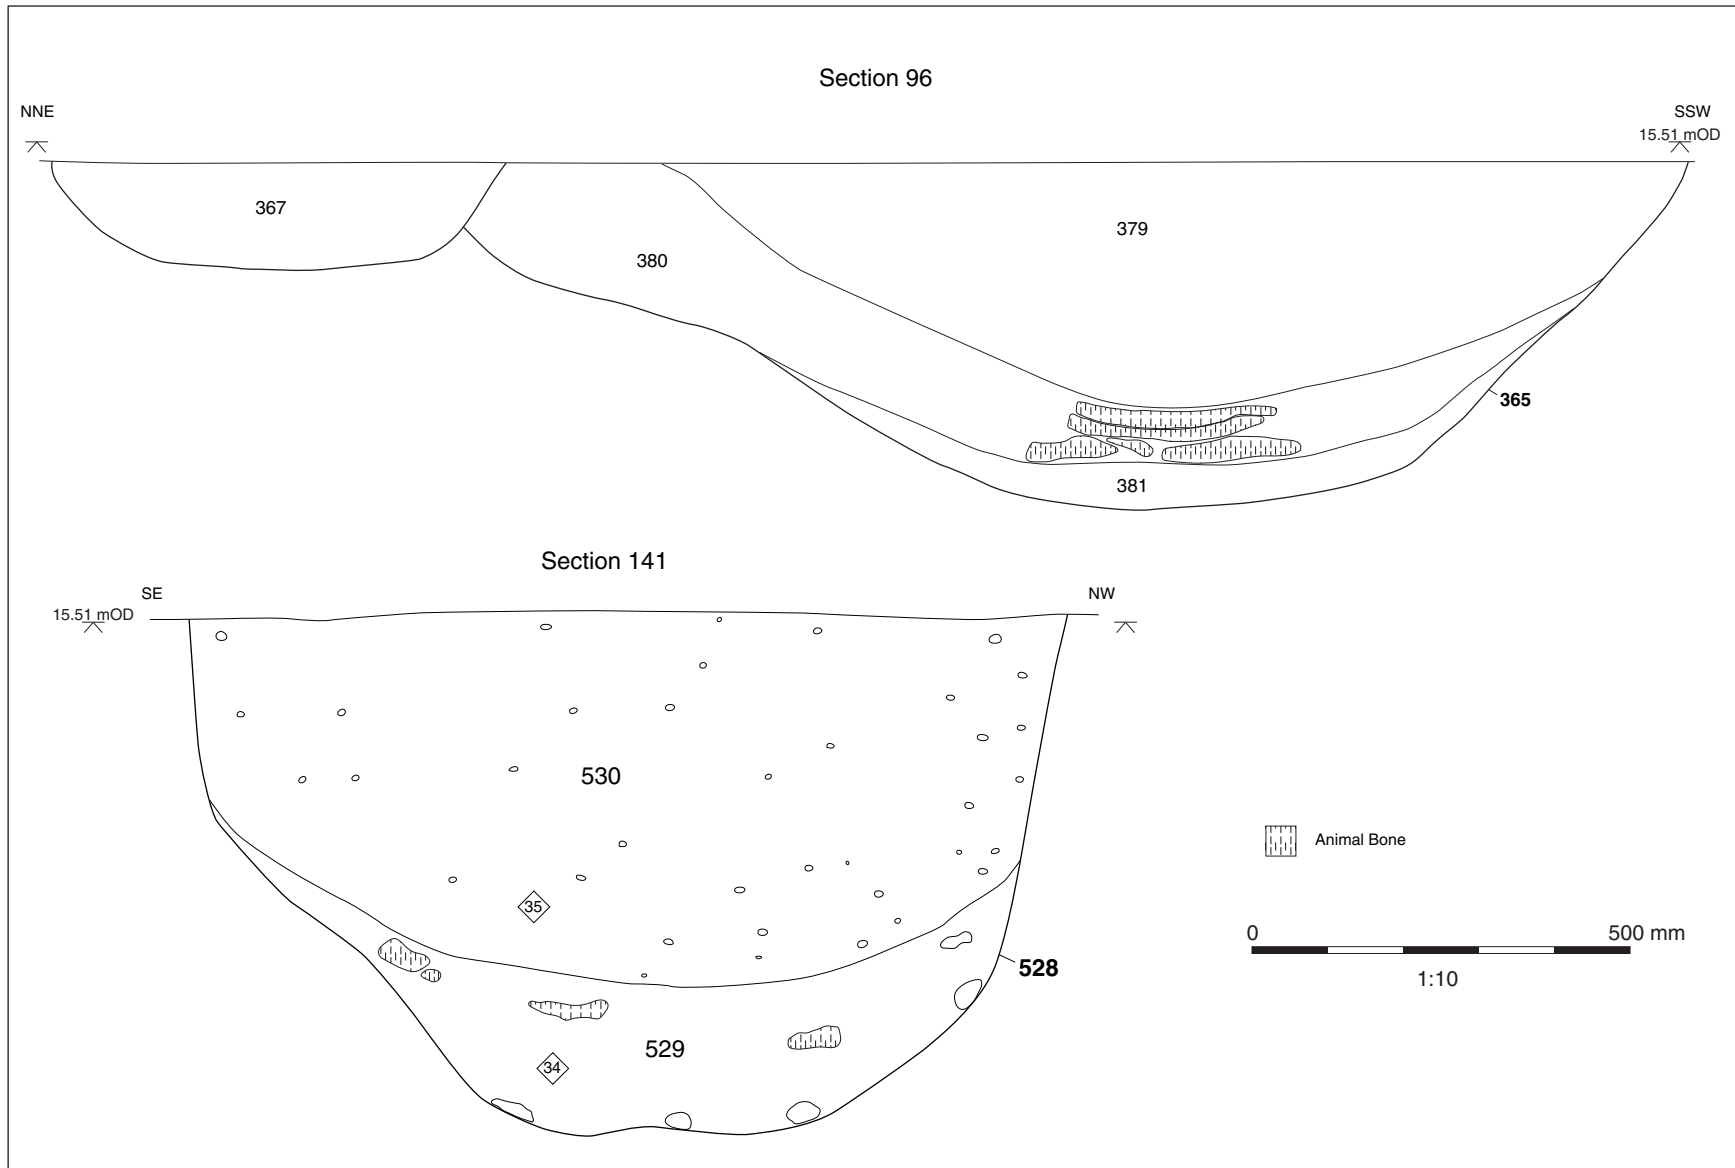 Section 96
NNE
SSW
15.51 mOD
367
379
380
365
381
Section 141
SE
NW
15.51 mOD
530
Animal Bone
35
0 500 mm
528
1:10
529
34